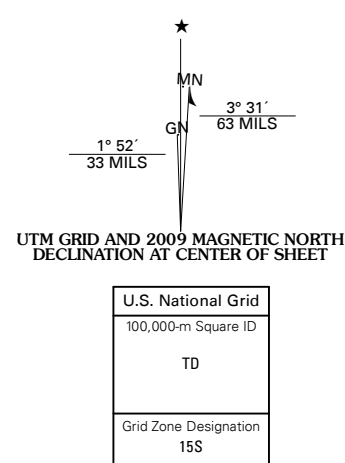 ★
MN
3° 31´
63 MILS
GN
1° 52´
33 MILS
UTM GRID AND 2009 MAGNETIC NORTH
DECLINATION AT CENTER OF SHEET
U.S. National Grid
100,000-m Square ID
TD
Grid Zone Designation
15S